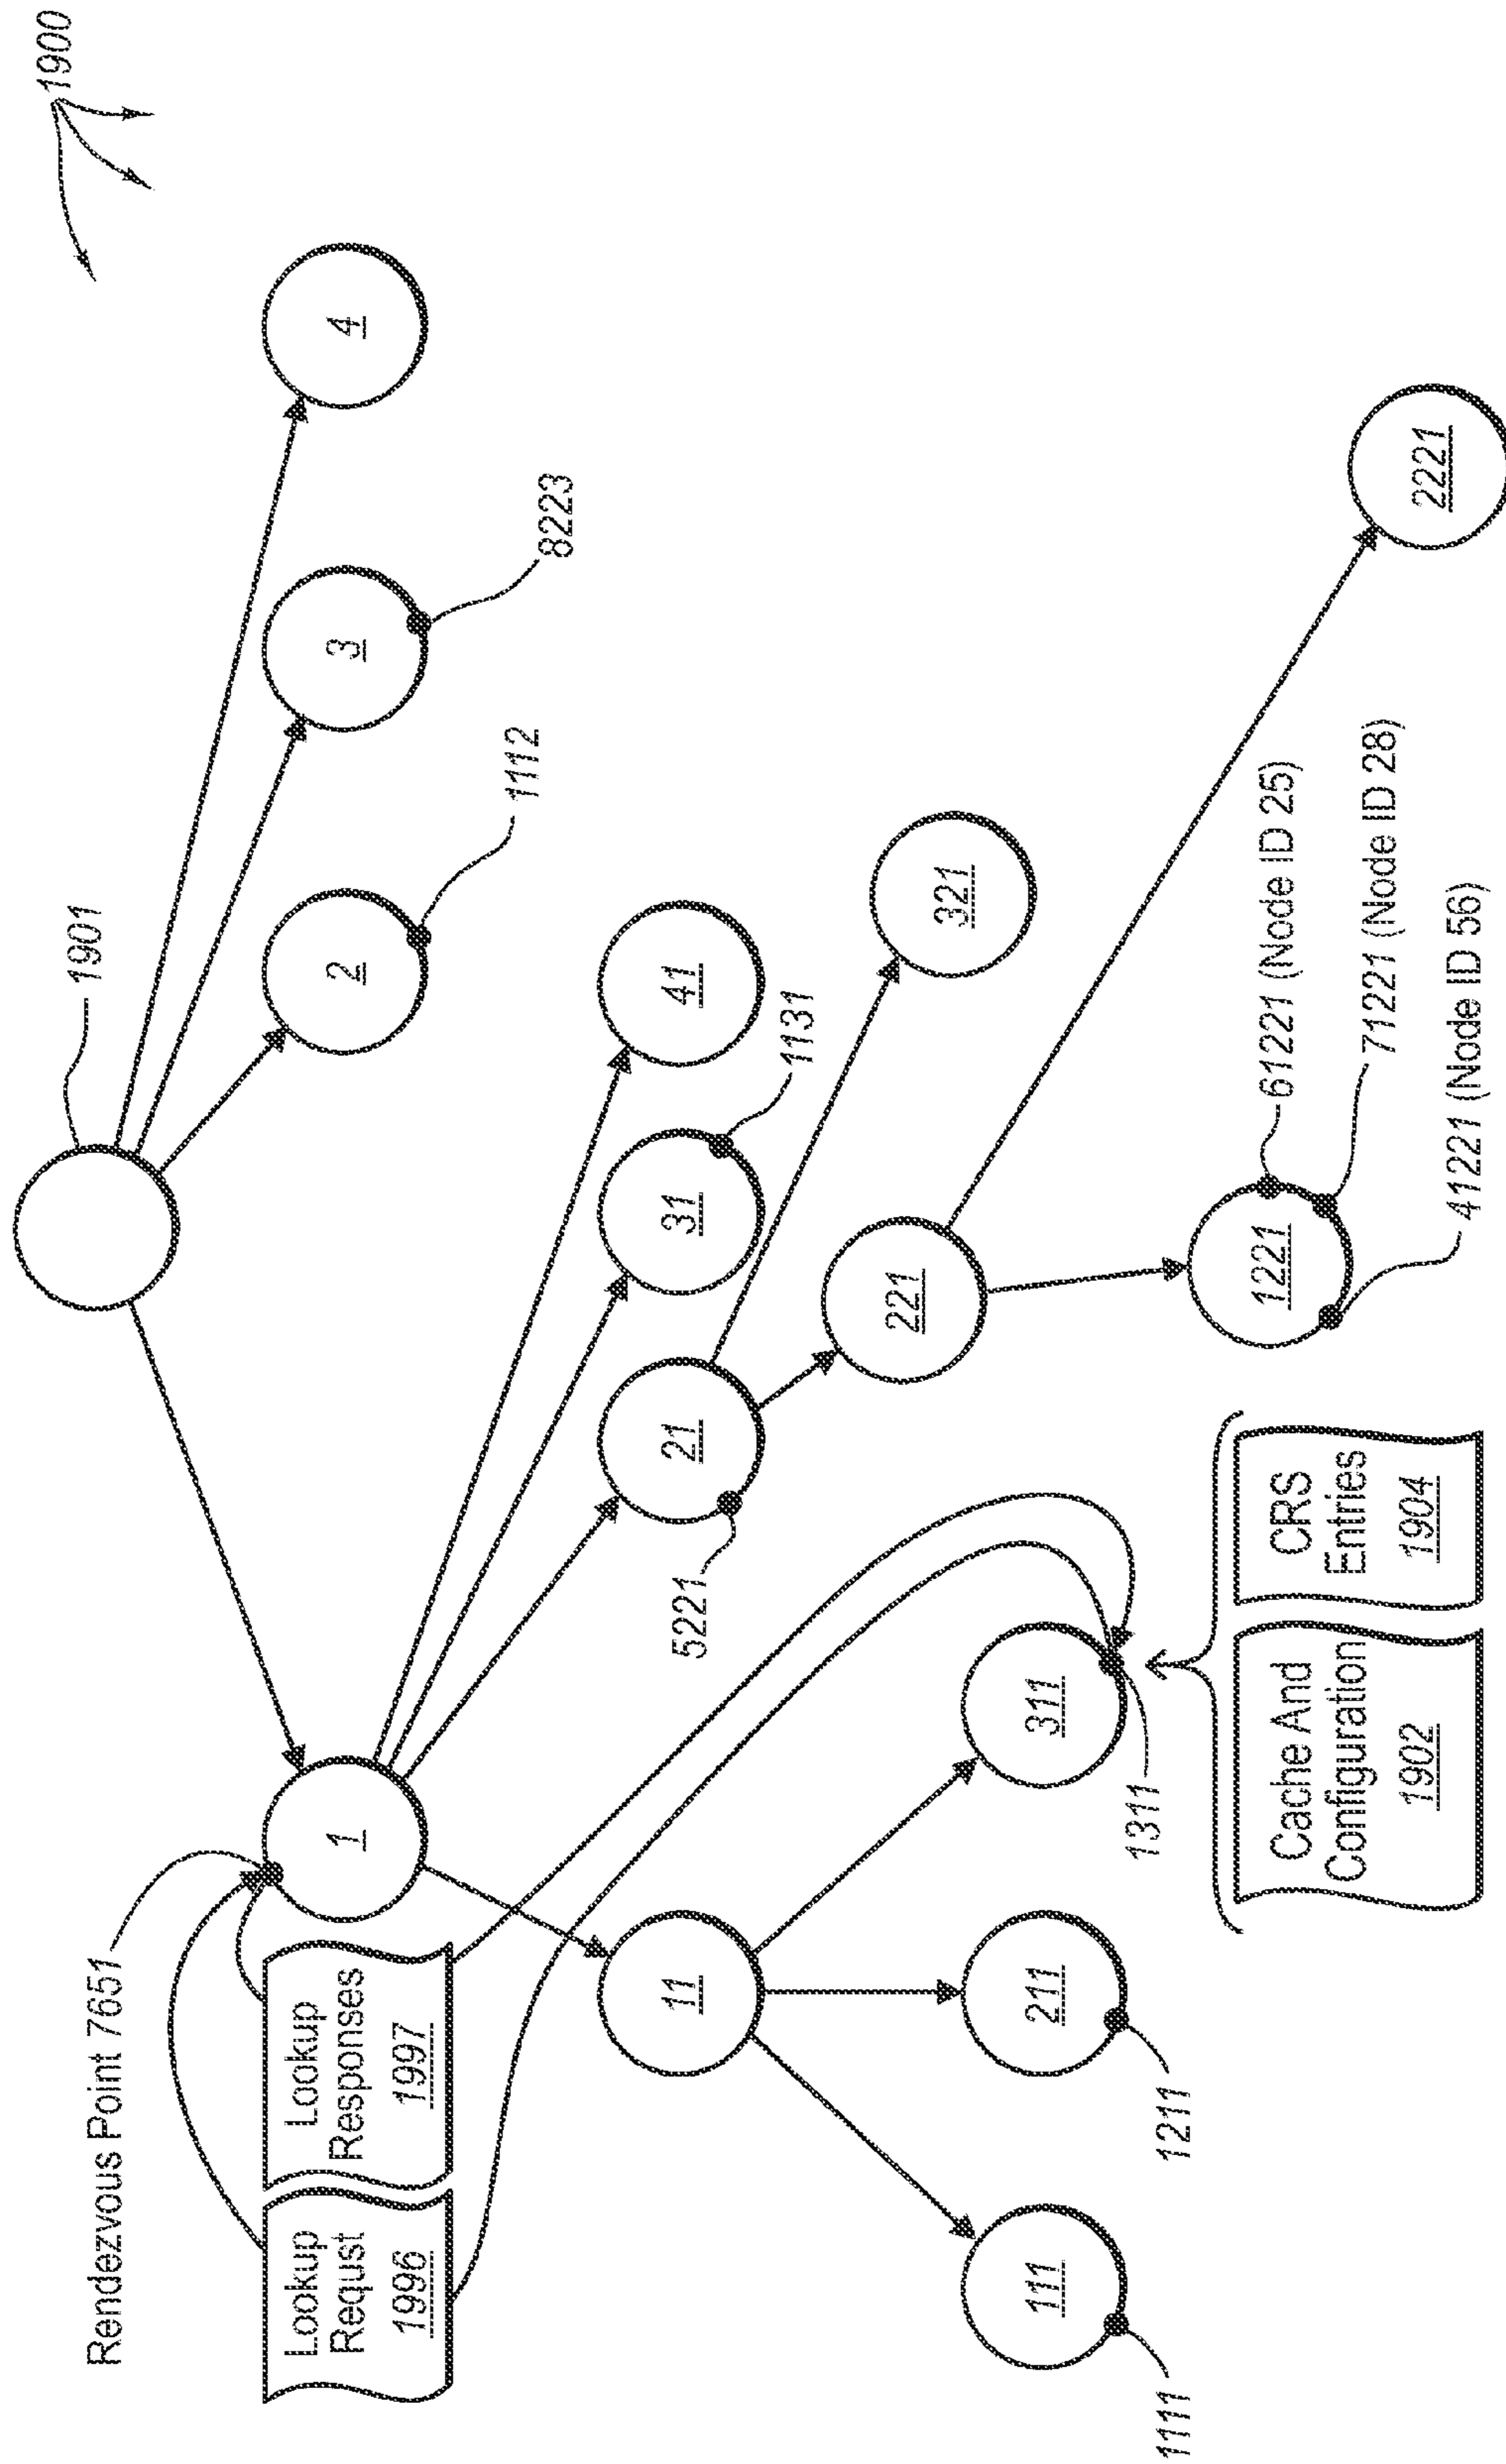 1900
1901
Rendezvous Point 7651
1
2
3
4
1112
8223
Lookup
Requst
1996
Lookup
Responses
1997
11
21
31
41
5221
1131
111
211
311
221
321
1111
1211
1311
1221
2221
61221 (Node ID 25)
71221 (Node ID 28)
41221 (Node ID 56)
Cache And
Configuration
1902
CRS
Entries
1904